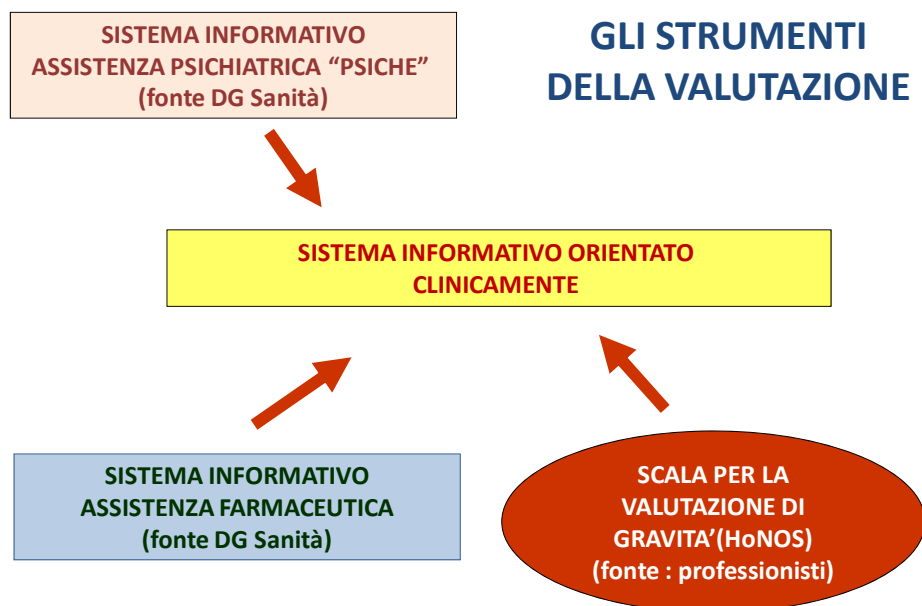 SISTEMA INFORMATIVO
ASSISTENZA PSICHIATRICA “PSICHE”
(fonte DG Sanità)
GLI STRUMENTI
DELLA VALUTAZIONE
SISTEMA INFORMATIVO ORIENTATO
CLINICAMENTE
SISTEMA INFORMATIVO
ASSISTENZA FARMACEUTICA
(fonte DG Sanità)
SCALA PER LA
VALUTAZIONE DI
GRAVITA’(HoNOS)
(fonte : professionisti)